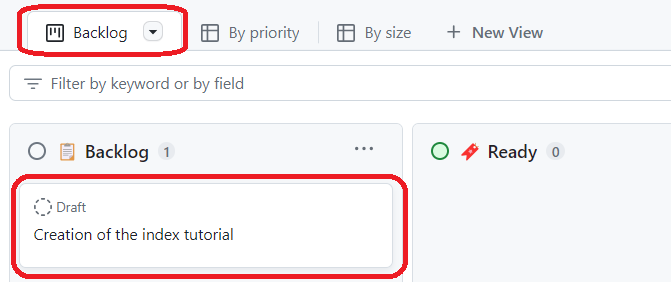 Backlog By priority By size New View
Filter by keyword or by field
Backlog 1 Ready 0
Draft
Creation of the index tutorial